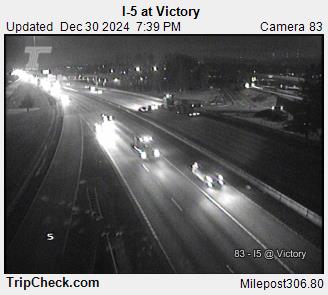 I-5 at Victory
Updated  Dec 30 2024  7:39 PM
Camera 83
T
S
83 - I5 @ Victory
TripCheck.com
Milepost306.80